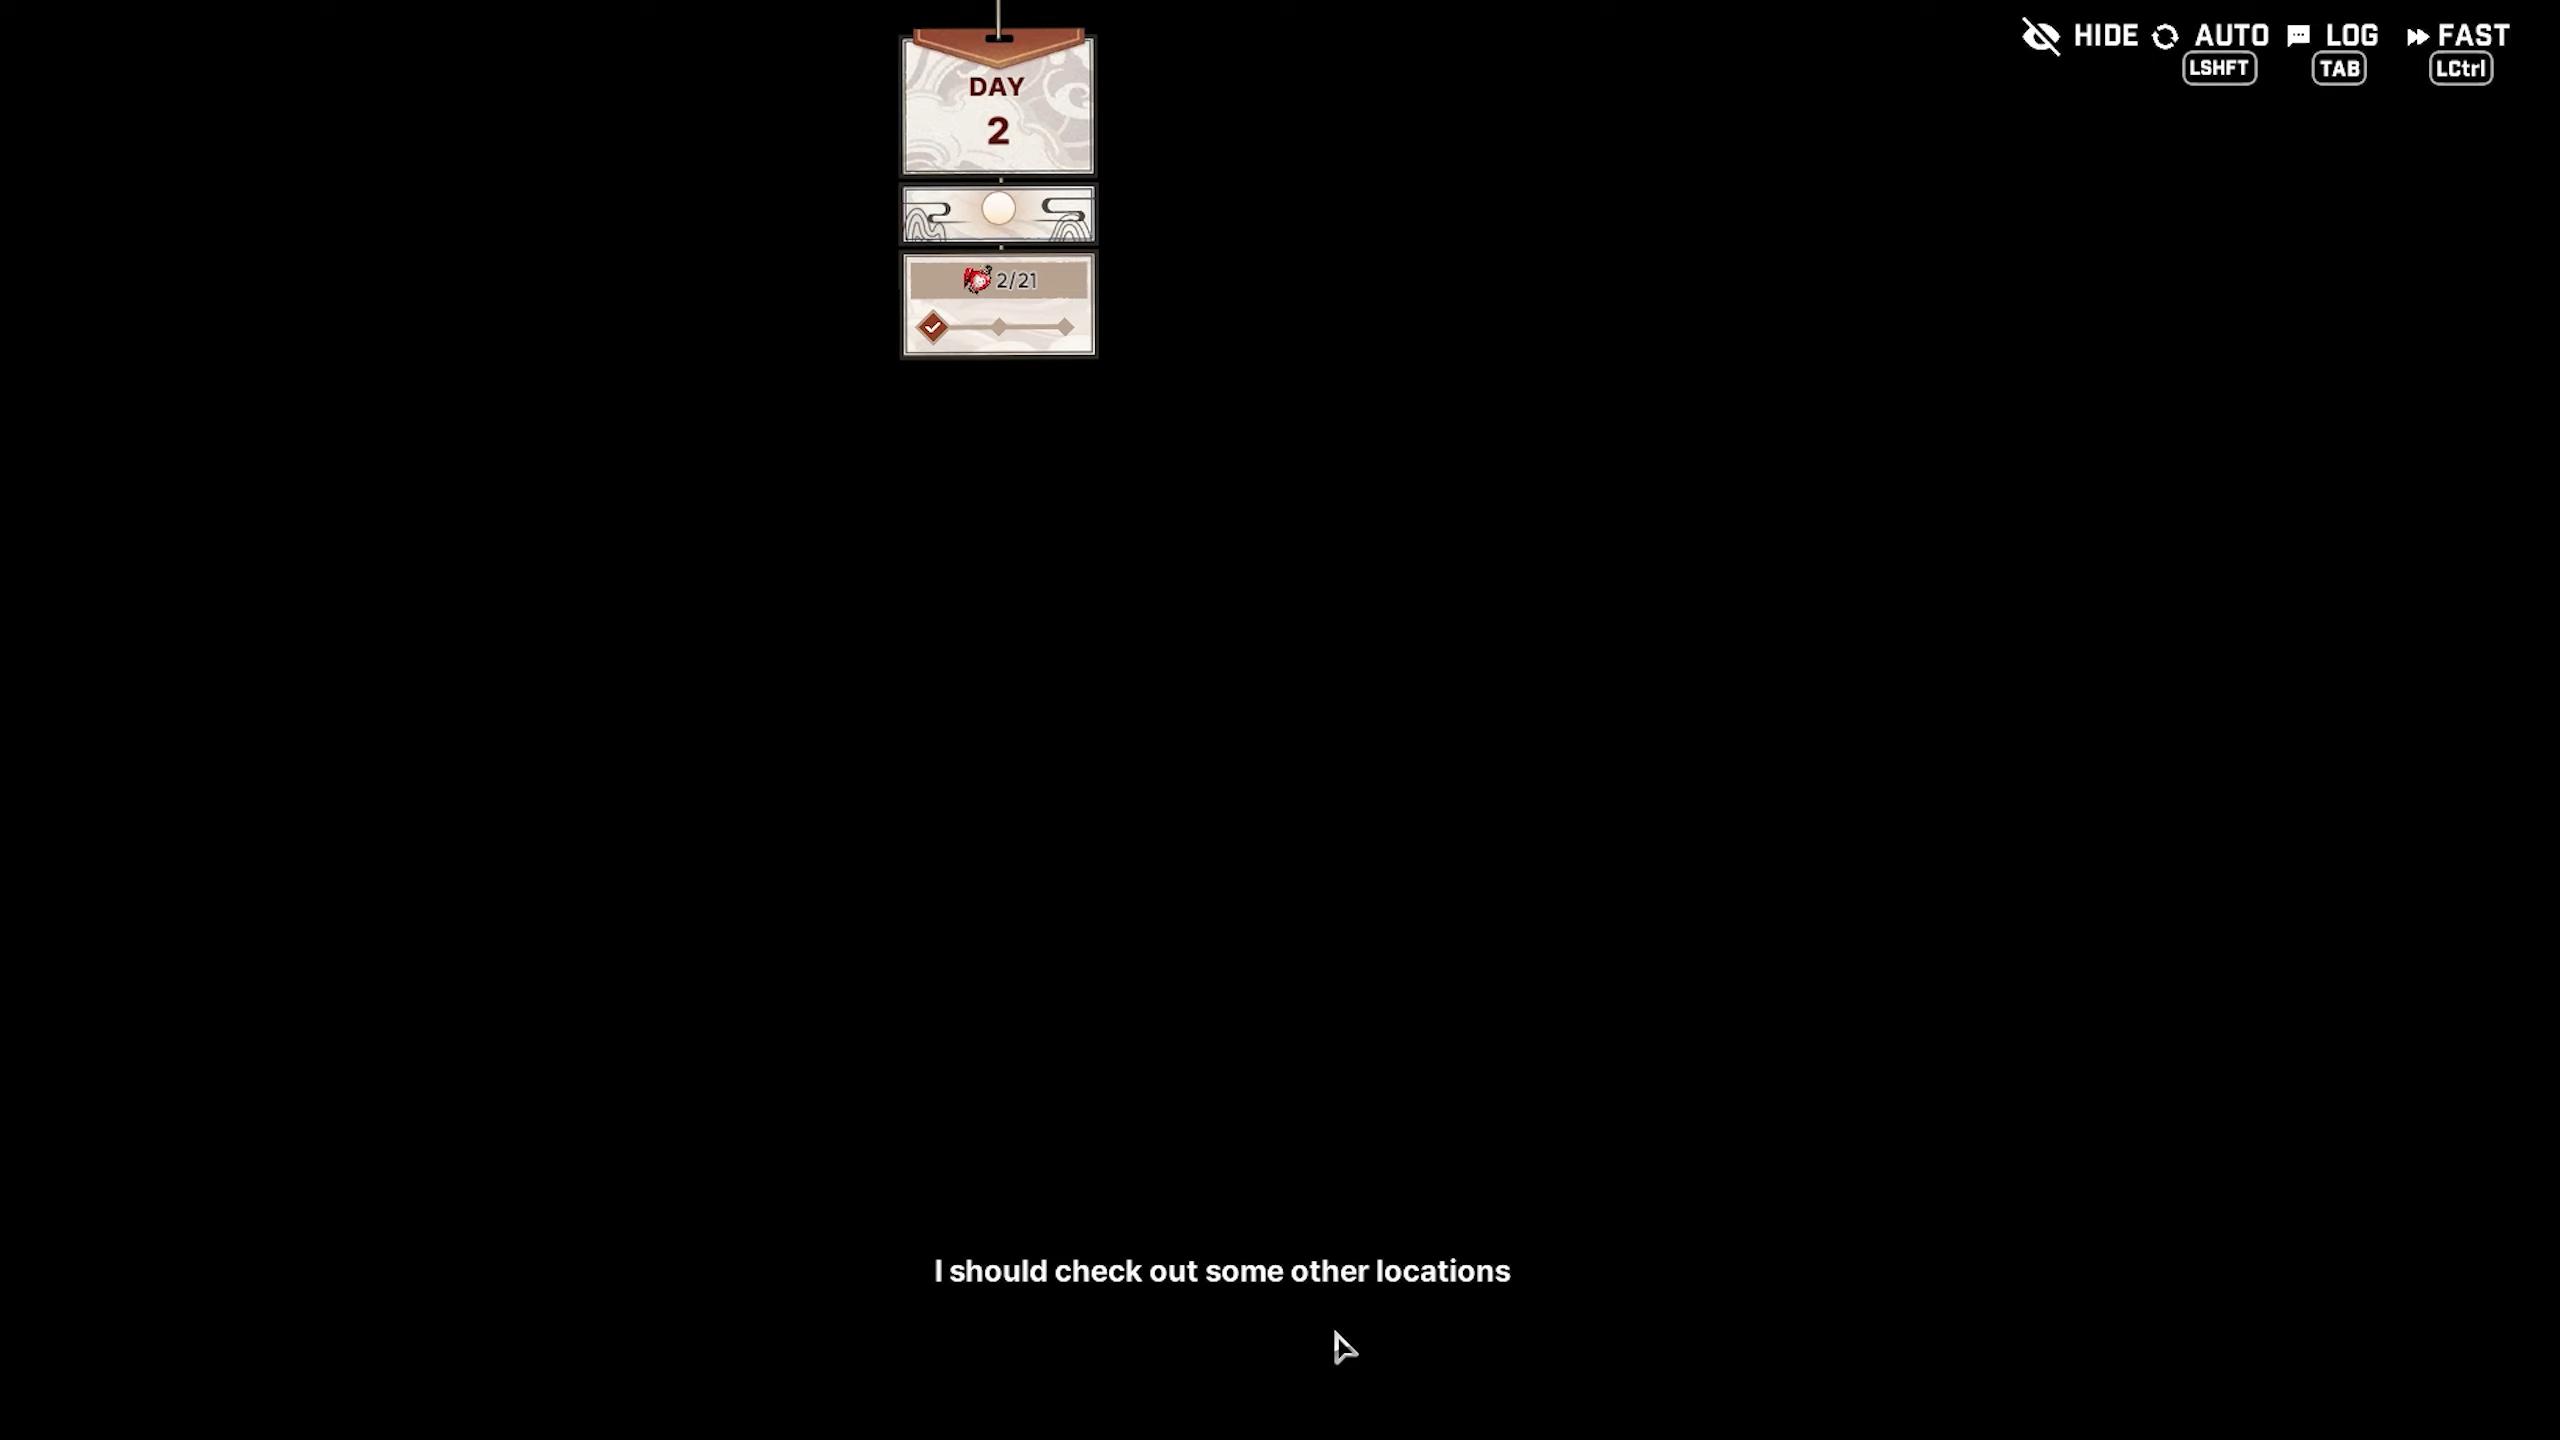 DAY
2
2/21
HIDE AUTO LOG FAST
LSHFT TAB LCtrl
I should check out some other locations